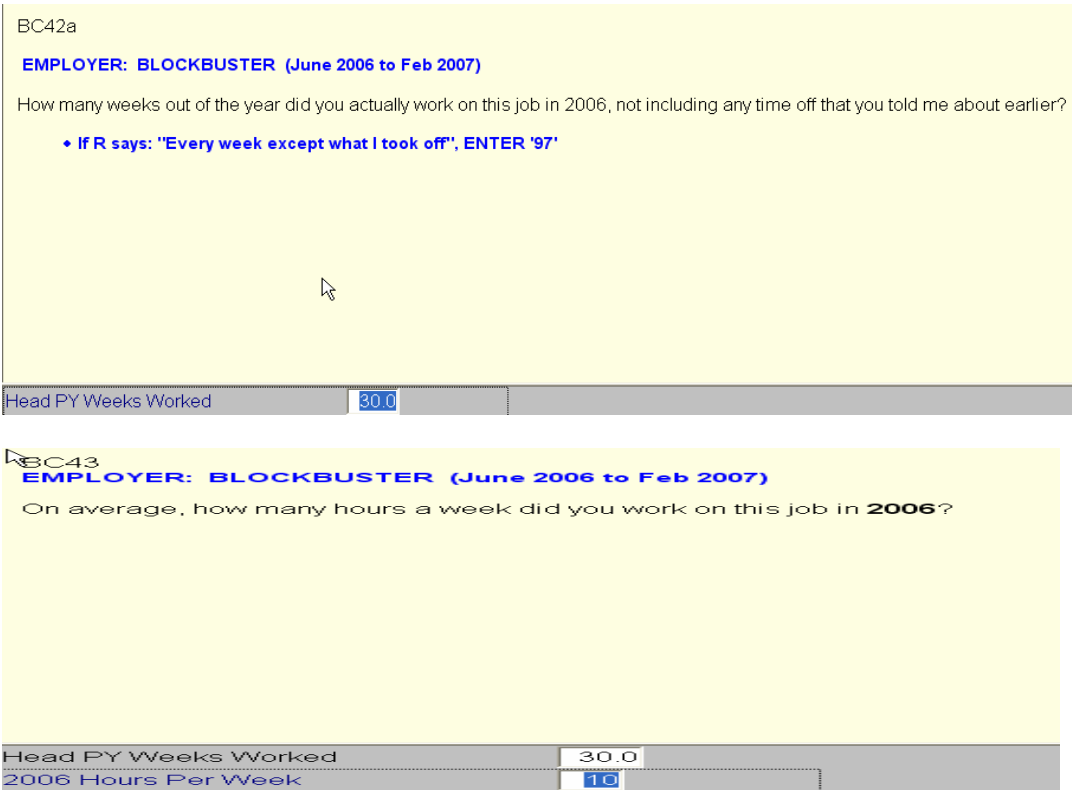 BC42a
EMPLOYER: BLOCKBUSTER (June 2006 to Feb 2007)
How many weeks out of the year did you actually work on this job in 2006, not including any time off that you told me about earlier?
◆ If R says: "Every week except what I took off", ENTER '97'
Head PY Weeks Worked 30.0
BC43
EMPLOYER: BLOCKBUSTER (June 2006 to Feb 2007)
On average, how many hours a week did you work on this job in 2006?
Head PY Weeks Worked 30.0
2006 Hours Per Week 10